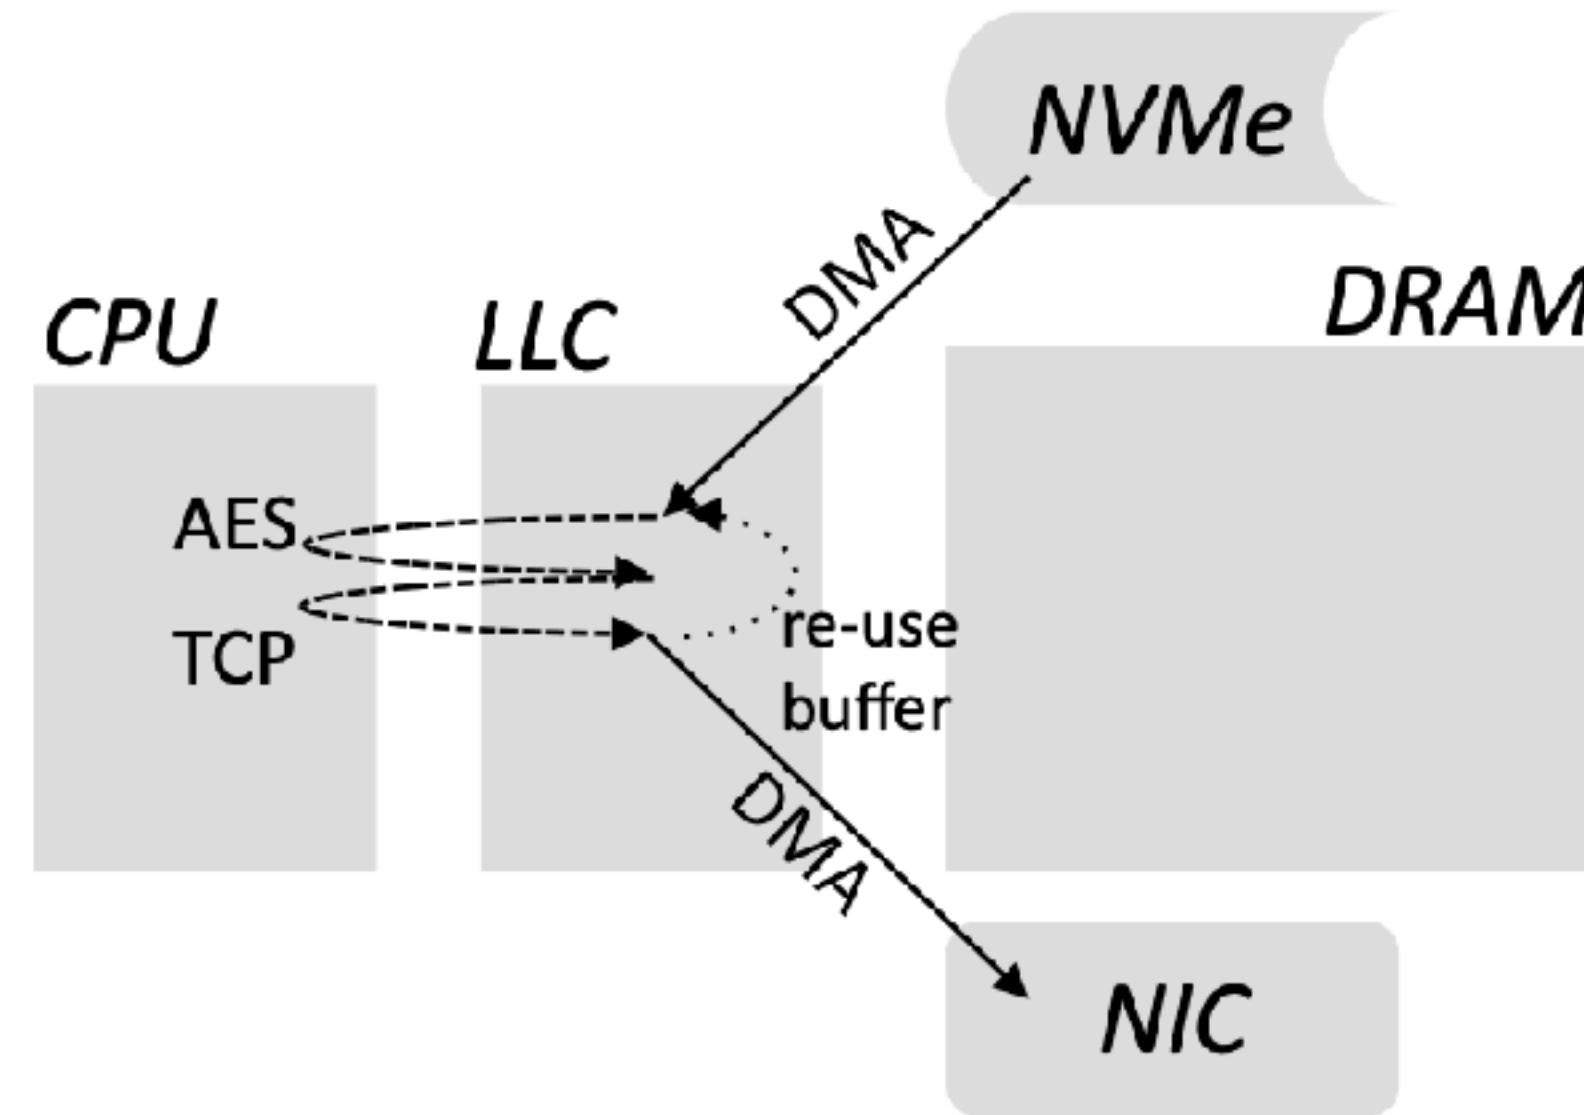 NVMe
DMA
DRAM
CPU
LLC
AES
TCP
re-use
buffer
DMA
NIC